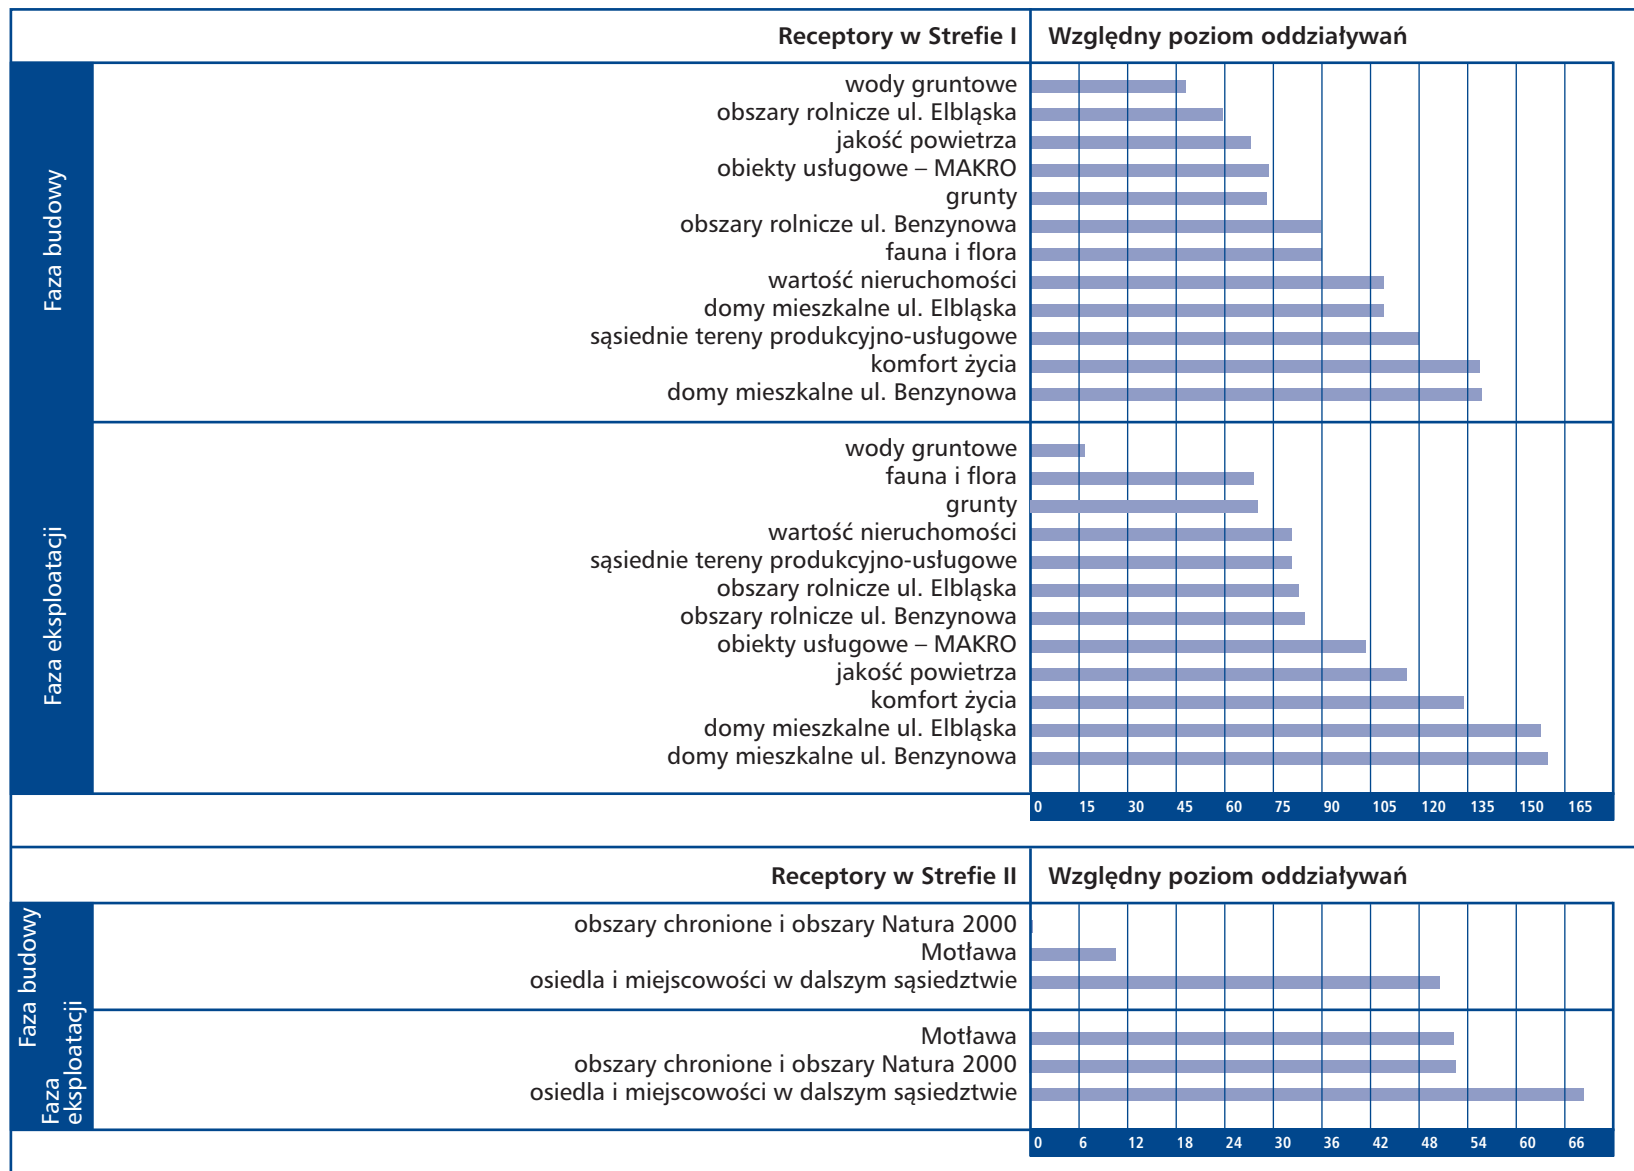 Receptory w Strefie I
Względny poziom oddziaływań
Faza budowy
wody gruntowe
obszary rolnicze ul. Elbląska
jakość powietrza
obiekty usługowe – MAKRO
grunty
obszary rolnicze ul. Benzynowa
fauna i flora
wartość nieruchomości
domy mieszkalne ul. Elbląska
sąsiednie tereny produkcyjno-usługowe
komfort życia
domy mieszkalne ul. Benzynowa
Faza eksploatacji
wody gruntowe
fauna i flora
grunty
wartość nieruchomości
sąsiednie tereny produkcyjno-usługowe
obszary rolnicze ul. Elbląska
obszary rolnicze ul. Benzynowa
obiekty usługowe – MAKRO
jakość powietrza
komfort życia
domy mieszkalne ul. Elbląska
domy mieszkalne ul. Benzynowa
0 15 30 45 60 75 90 105 120 135 150 165
Receptory w Strefie II
Względny poziom oddziaływań
Faza budowy
obszary chronione i obszary Natura 2000
Motława
osiedla i miejscowości w dalszym sąsiedztwie
Faza
eksploatacji
Motława
obszary chronione i obszary Natura 2000
osiedla i miejscowości w dalszym sąsiedztwie
0 6 12 18 24 30 36 42 48 54 60 66